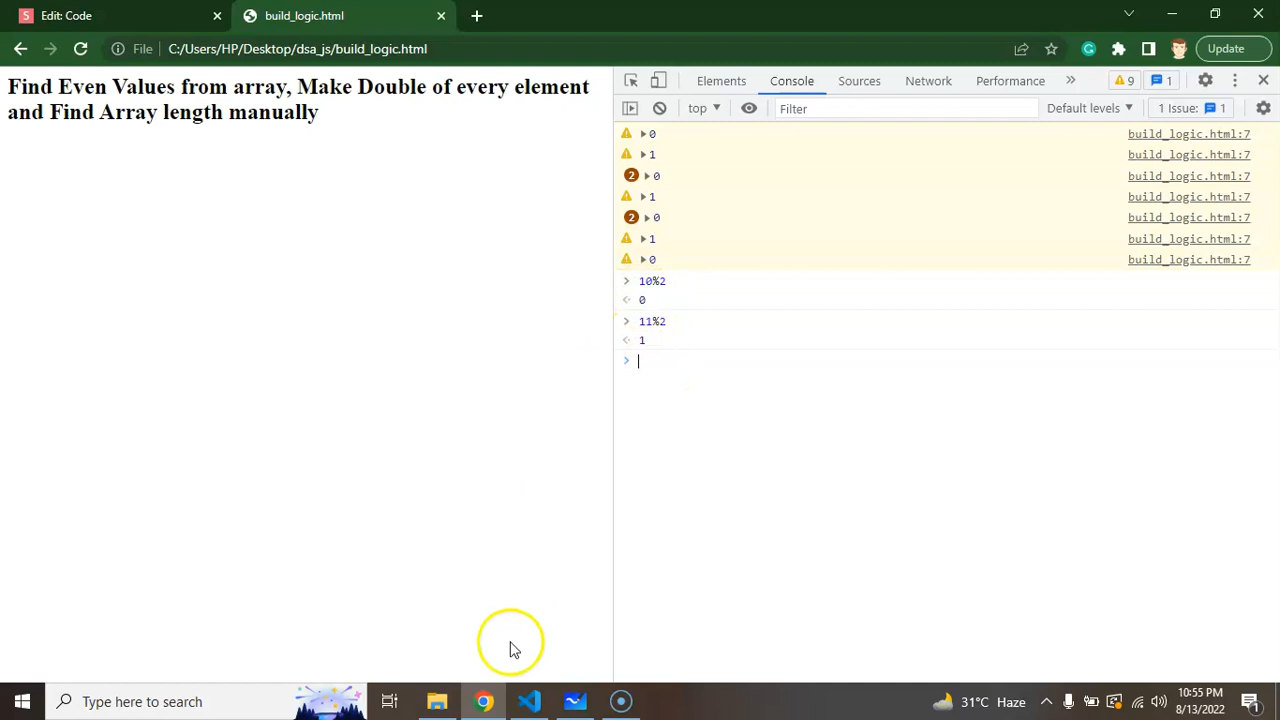 Edit: Code
build_logic.html
File
C:/Users/HP/Desktop/dsa_js/build_logic.html
Update
Find Even Values from array, Make Double of every element
and Find Array length manually
Elements
Console
Sources
Network
Performance
9
1
top
Filter
Default levels
1 Issue:
1
0
build_logic.html:7
1
build_logic.html:7
2
0
build_logic.html:7
1
build_logic.html:7
2
0
build_logic.html:7
1
build_logic.html:7
0
build_logic.html:7
10%2
0
11%2
1
Type here to search
31°C Haze
10:55 PM
8/13/2022
1